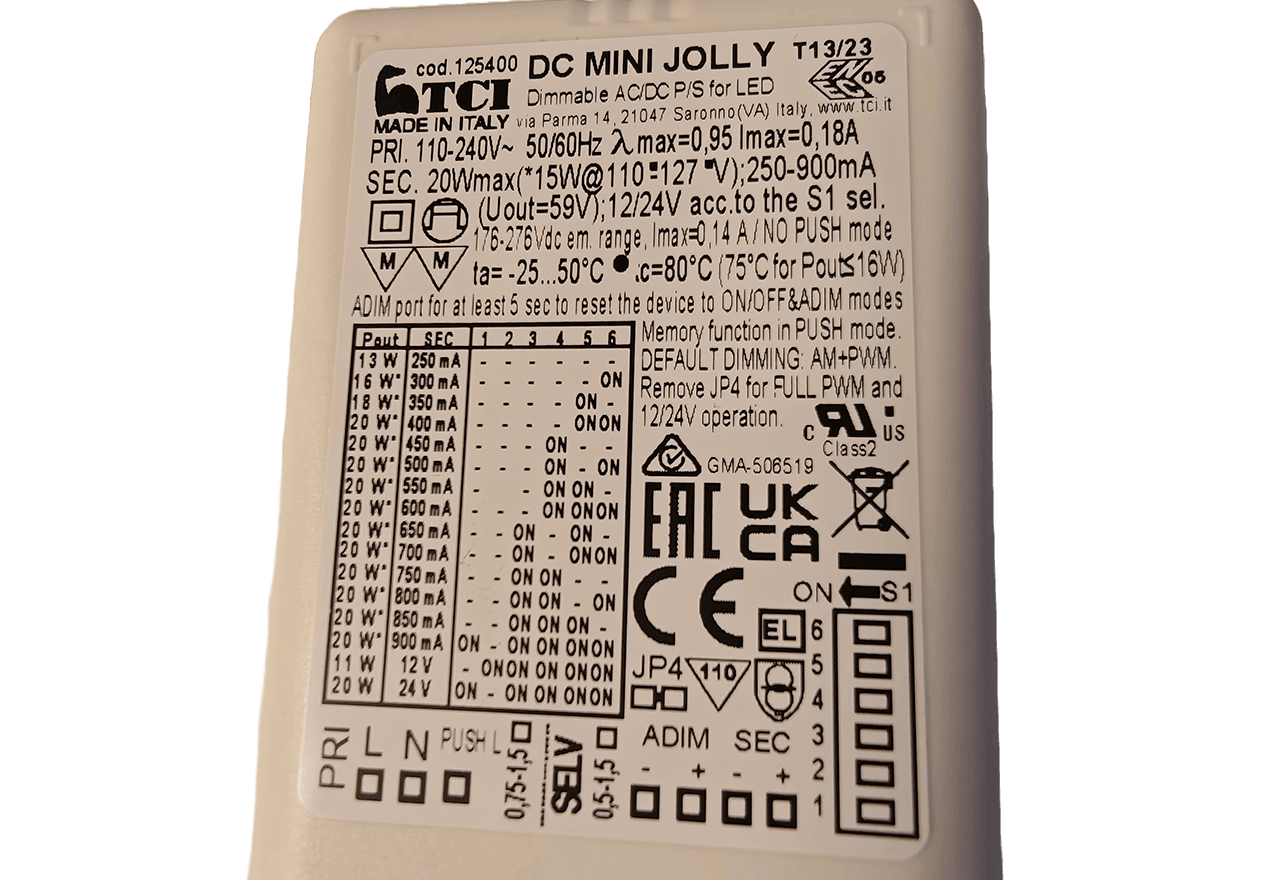 cod.125400 DC MINI JOLLY T13/23
TCI Dimmable AC/DC P/S for LED ENEC 05
MADE IN ITALY via Parma 14, 21047 Saronno(VA) Italy, www.tci.it
PRI. 110-240V~ 50/60Hz λ max=0,95 Imax=0,18A
SEC. 20Wmax(*15W@110 127 V);250-900mA
(Uout=59V);12/24V acc.to the S1 sel.
176-276Vdc em. range, Imax=0,14 A / NO PUSH mode
M M ta= -25...50°C ● c=80°C (75°C for Pout≤16W)
ADIM port for at least 5 sec to reset the device to ON/OFF&ADIM modes
Memory function in PUSH mode.
DEFAULT DIMMING: AM+PWM.
Remove JP4 for FULL PWM and
12/24V operation.
Pout SEC 1 2 3 4 5 6
13 W 250 mA - - - - - -
16 W* 300 mA - - - - - ON
18 W* 350 mA - - - - ON -
20 W* 400 mA - - - - ON ON
20 W* 450 mA - - - ON - -
20 W* 500 mA - - - ON - ON
20 W* 550 mA - - ON ON -
20 W* 600 mA - - - ON ON ON
20 W* 650 mA - - ON - ON -
20 W* 700 mA - - ON - ON ON
20 W* 750 mA - - ON ON - -
20 W* 800 mA - - ON ON - ON
20 W* 850 mA - - ON ON ON -
20 W* 900 mA ON - ON ON ON ON
11 W 12 V - ON ON ON ON ON
20 W 24 V ON - ON ON ON ON
c RU US
Class2
GMA-506519
EAC UK
CA
CE
ON S1
EL 6
JP4 110 5
4
3
2
1
PRI L N PUSH L 0,75-1,5 SELV 0,5-1,5 ADIM SEC
- + - +